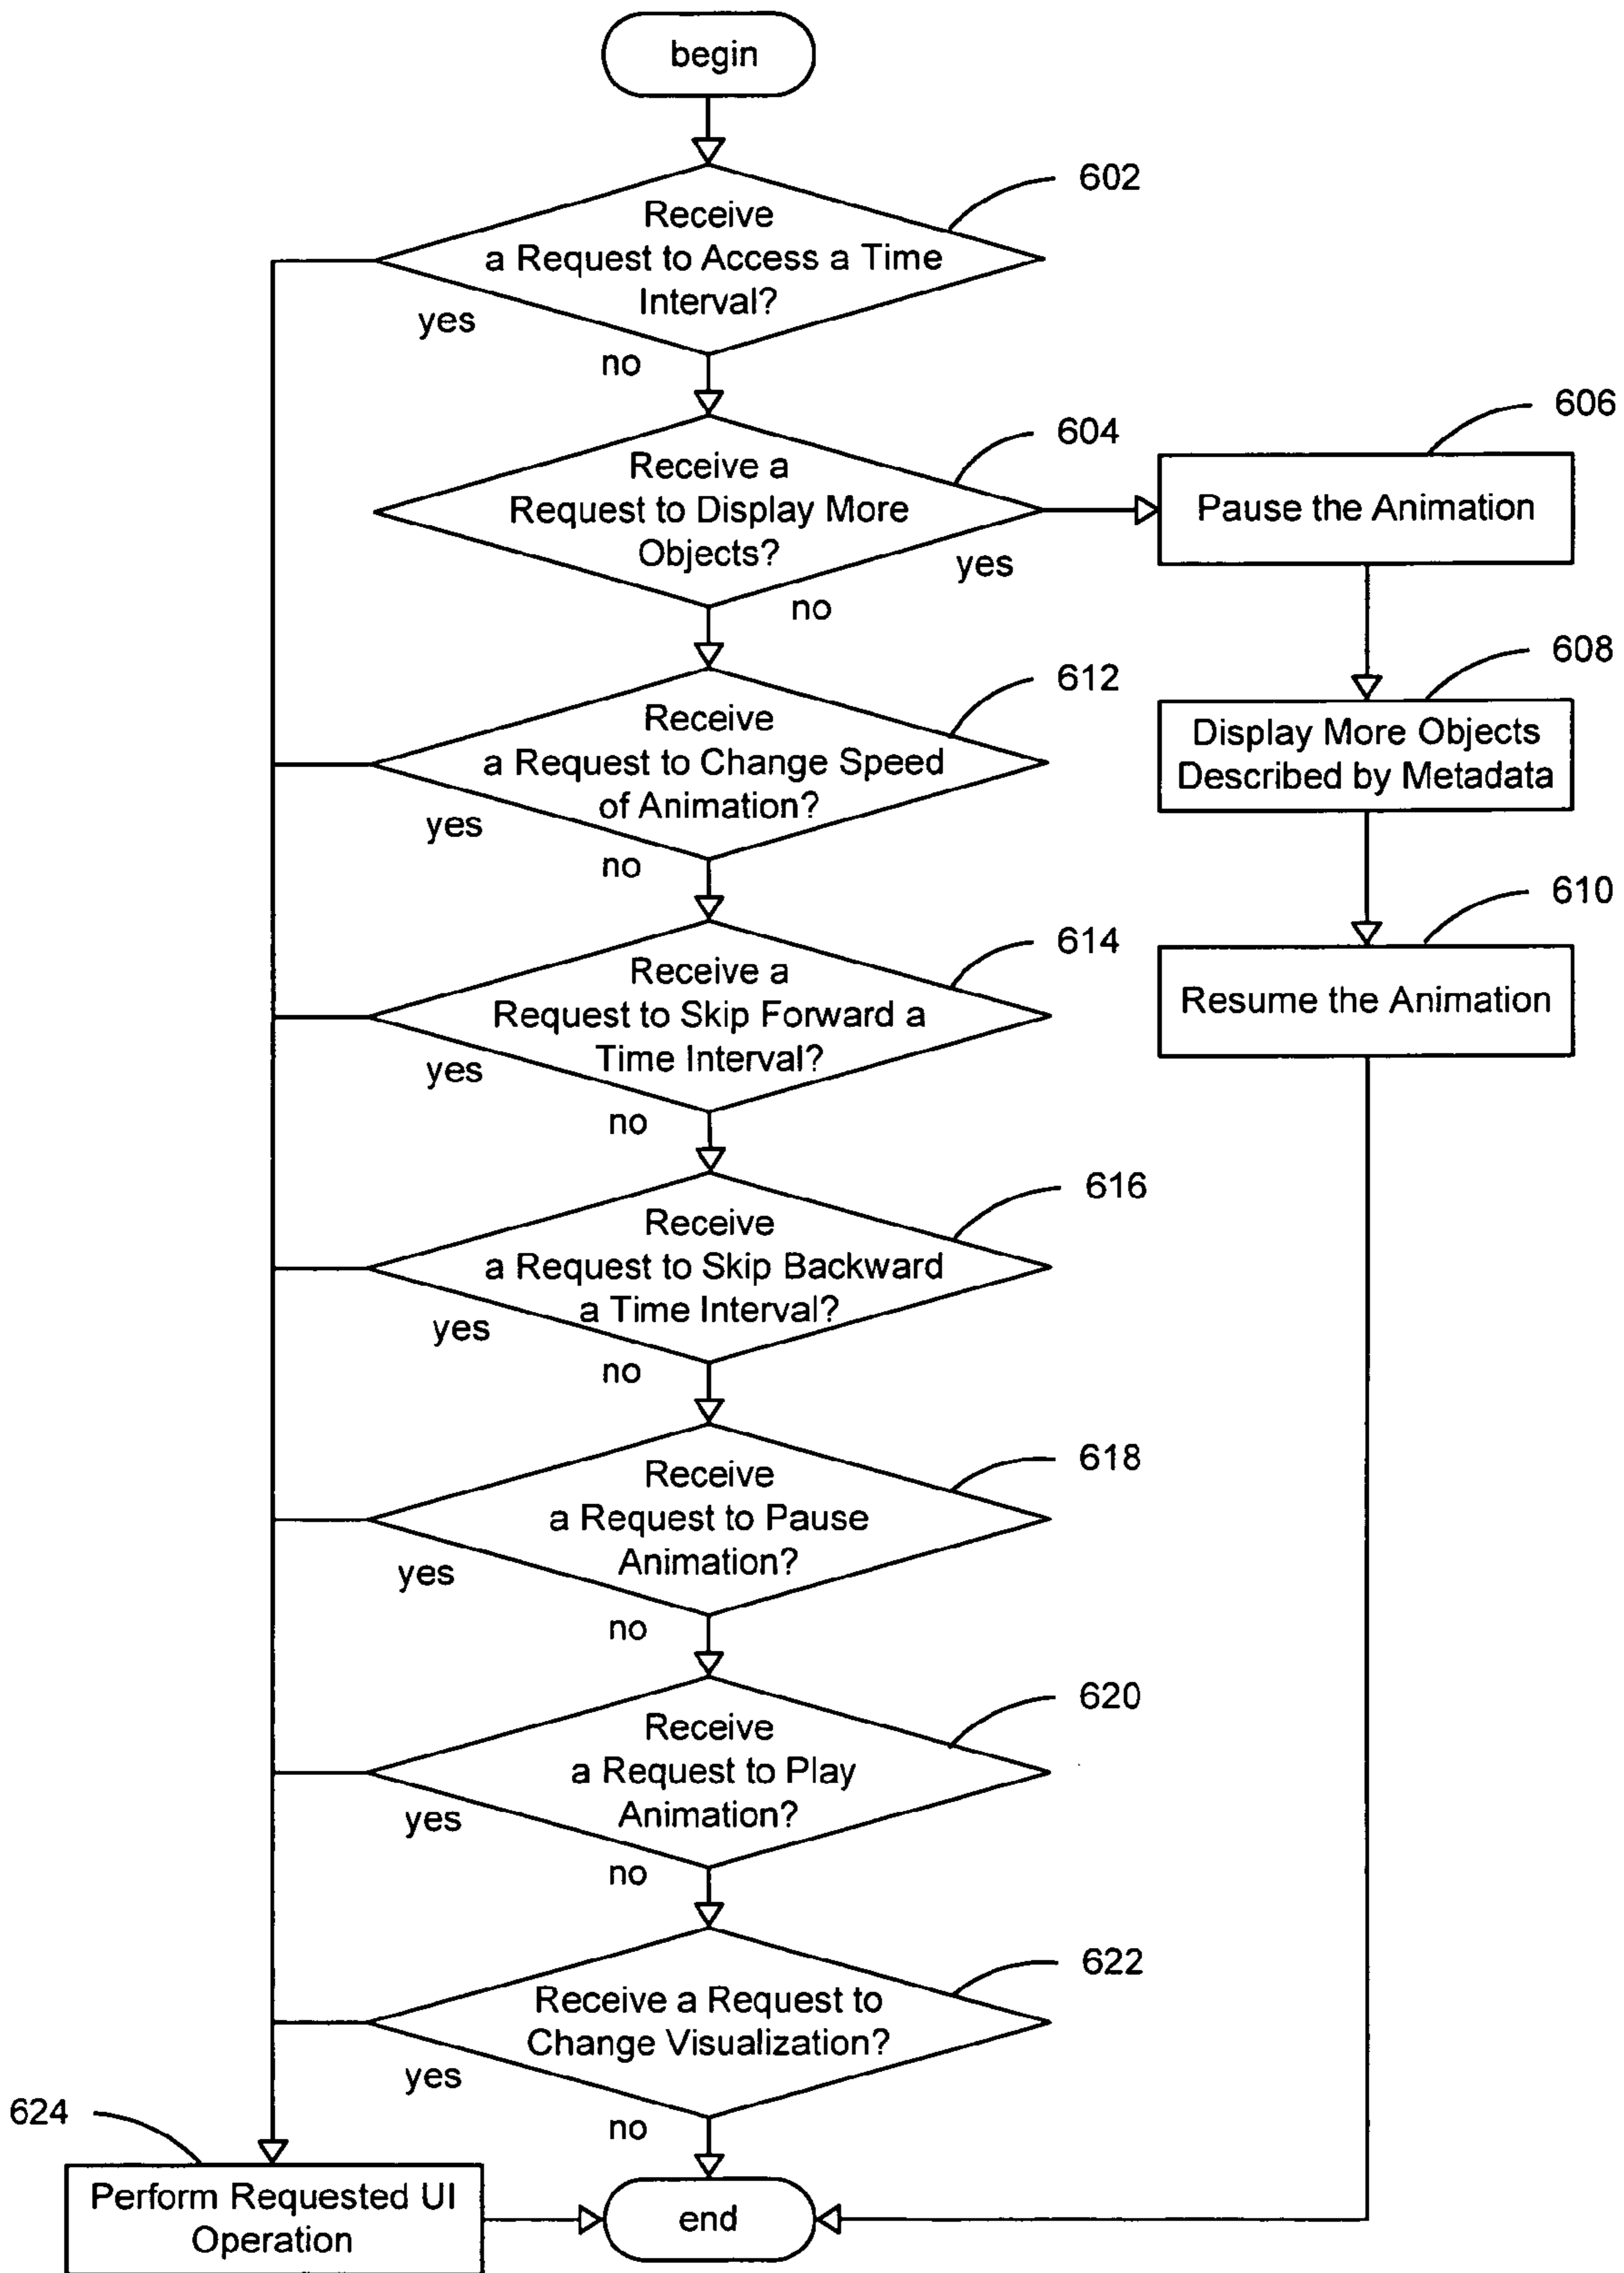 begin
602
Receive
a Request to Access a Time
Interval?
yes
no
604
Receive a
Request to Display More
Objects?
yes
no
606
Pause the Animation
608
Display More Objects
Described by Metadata
610
Resume the Animation
612
Receive
a Request to Change Speed
of Animation?
yes
no
614
Receive a
Request to Skip Forward a
Time Interval?
yes
no
616
Receive
a Request to Skip Backward
a Time Interval?
yes
no
618
Receive
a Request to Pause
Animation?
yes
no
620
Receive
a Request to Play
Animation?
yes
no
622
Receive a Request to
Change Visualization?
yes
no
624
Perform Requested UI
Operation
end